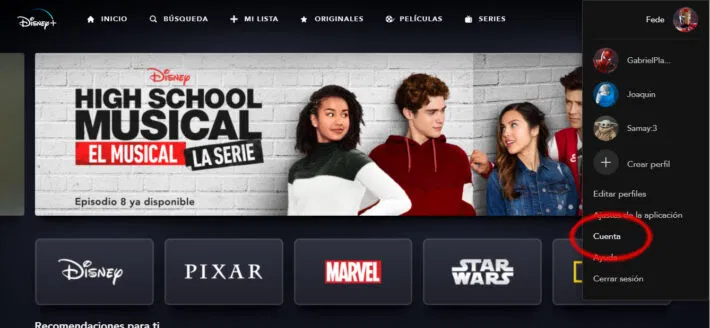 Disney+
INICIO
BÚSQUEDA
MI LISTA
ORIGINALES
PELÍCULAS
SERIES
Fede
GabrielPla...
Joaquin
Samay:3
Crear perfil
Editar perfiles
Ajustes de la aplicación
Cuenta
Ayuda
Cerrar sesión
Disney
HIGH SCHOOL
MUSICAL
EL MUSICAL LA SERIE
Episodio 8 ya disponible
Disney
PIXAR
MARVEL
STAR
WARS
Recomendaciones para ti